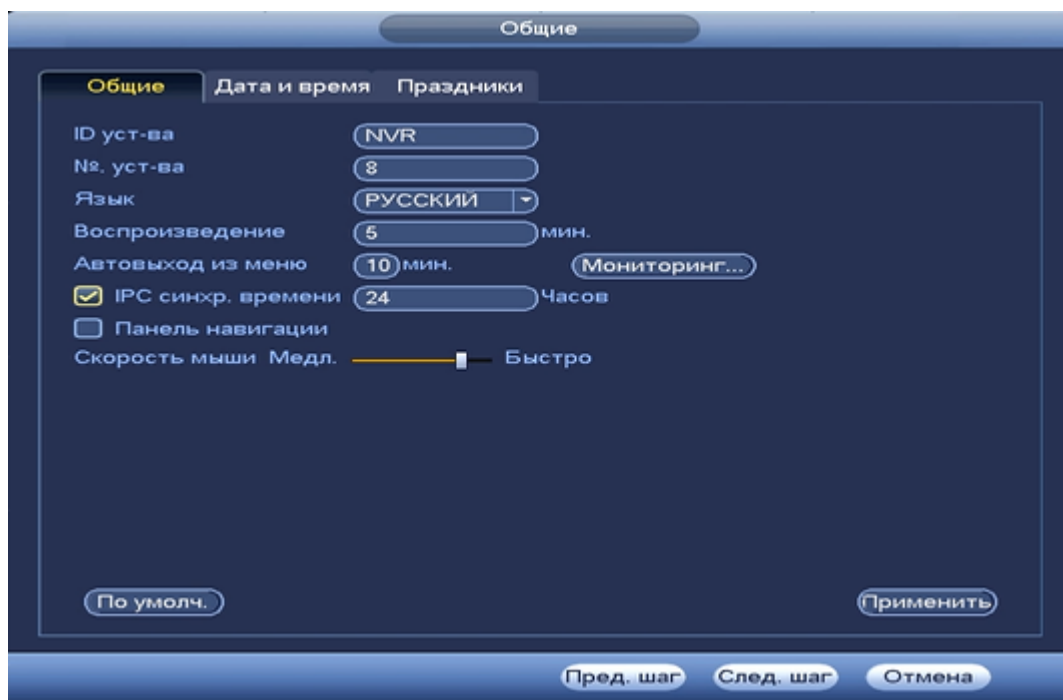 Общие
Общие Дата и время Праздники
ID уст-ва NVR
№. уст-ва 8
Язык РУССКИЙ
Воспроизведение 5 мин.
Автовыход из меню 10 мин. Мониторинг...
IPC синхр. времени 24 Часов
Панель навигации
Скорость мыши Медл. Быстро
По умолч. Применить
Пред. шаг След. шаг Отмена